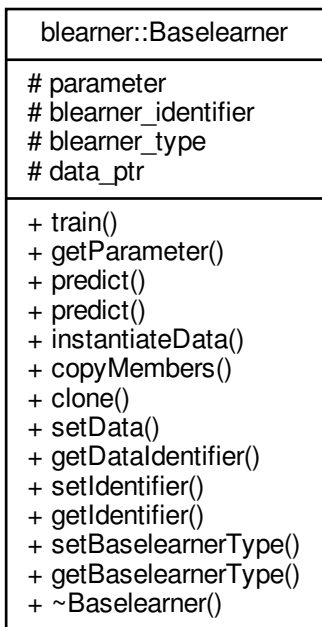 blearner::Baselearner
# parameter
# blearner_identifier
# blearner_type
# data_ptr
+ train()
+ getParameter()
+ predict()
+ predict()
+ instantiateData()
+ copyMembers()
+ clone()
+ setData()
+ getDataIdentifier()
+ setIdentifier()
+ getIdentifier()
+ setBaselearnerType()
+ getBaselearnerType()
+ ~Baselearner()